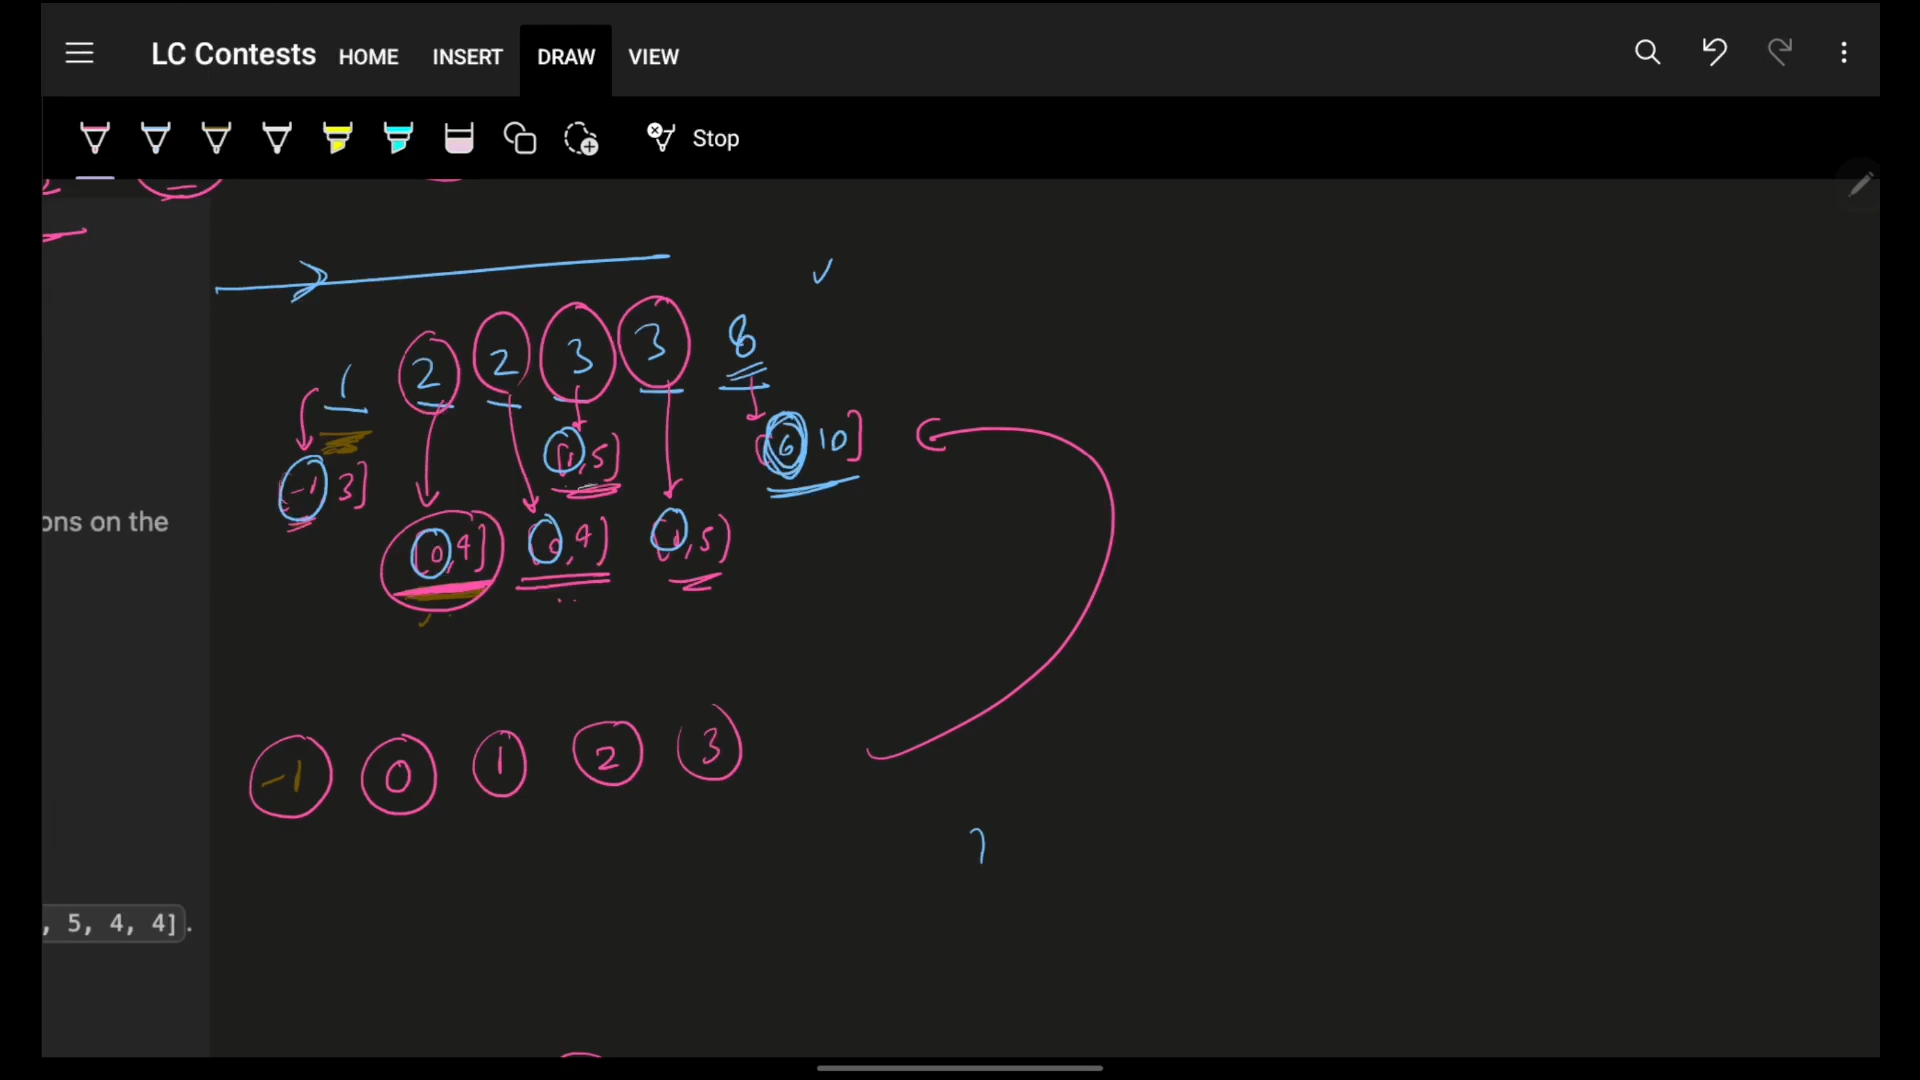 LC Contests HOME INSERT DRAW VIEW
Stop
1 2 2 3 3 8
[-1 3] [0,4] [0,4] [1,5] [1,5] [6 10]
ons on the
-1 0 1 2 3
, 5, 4, 4].